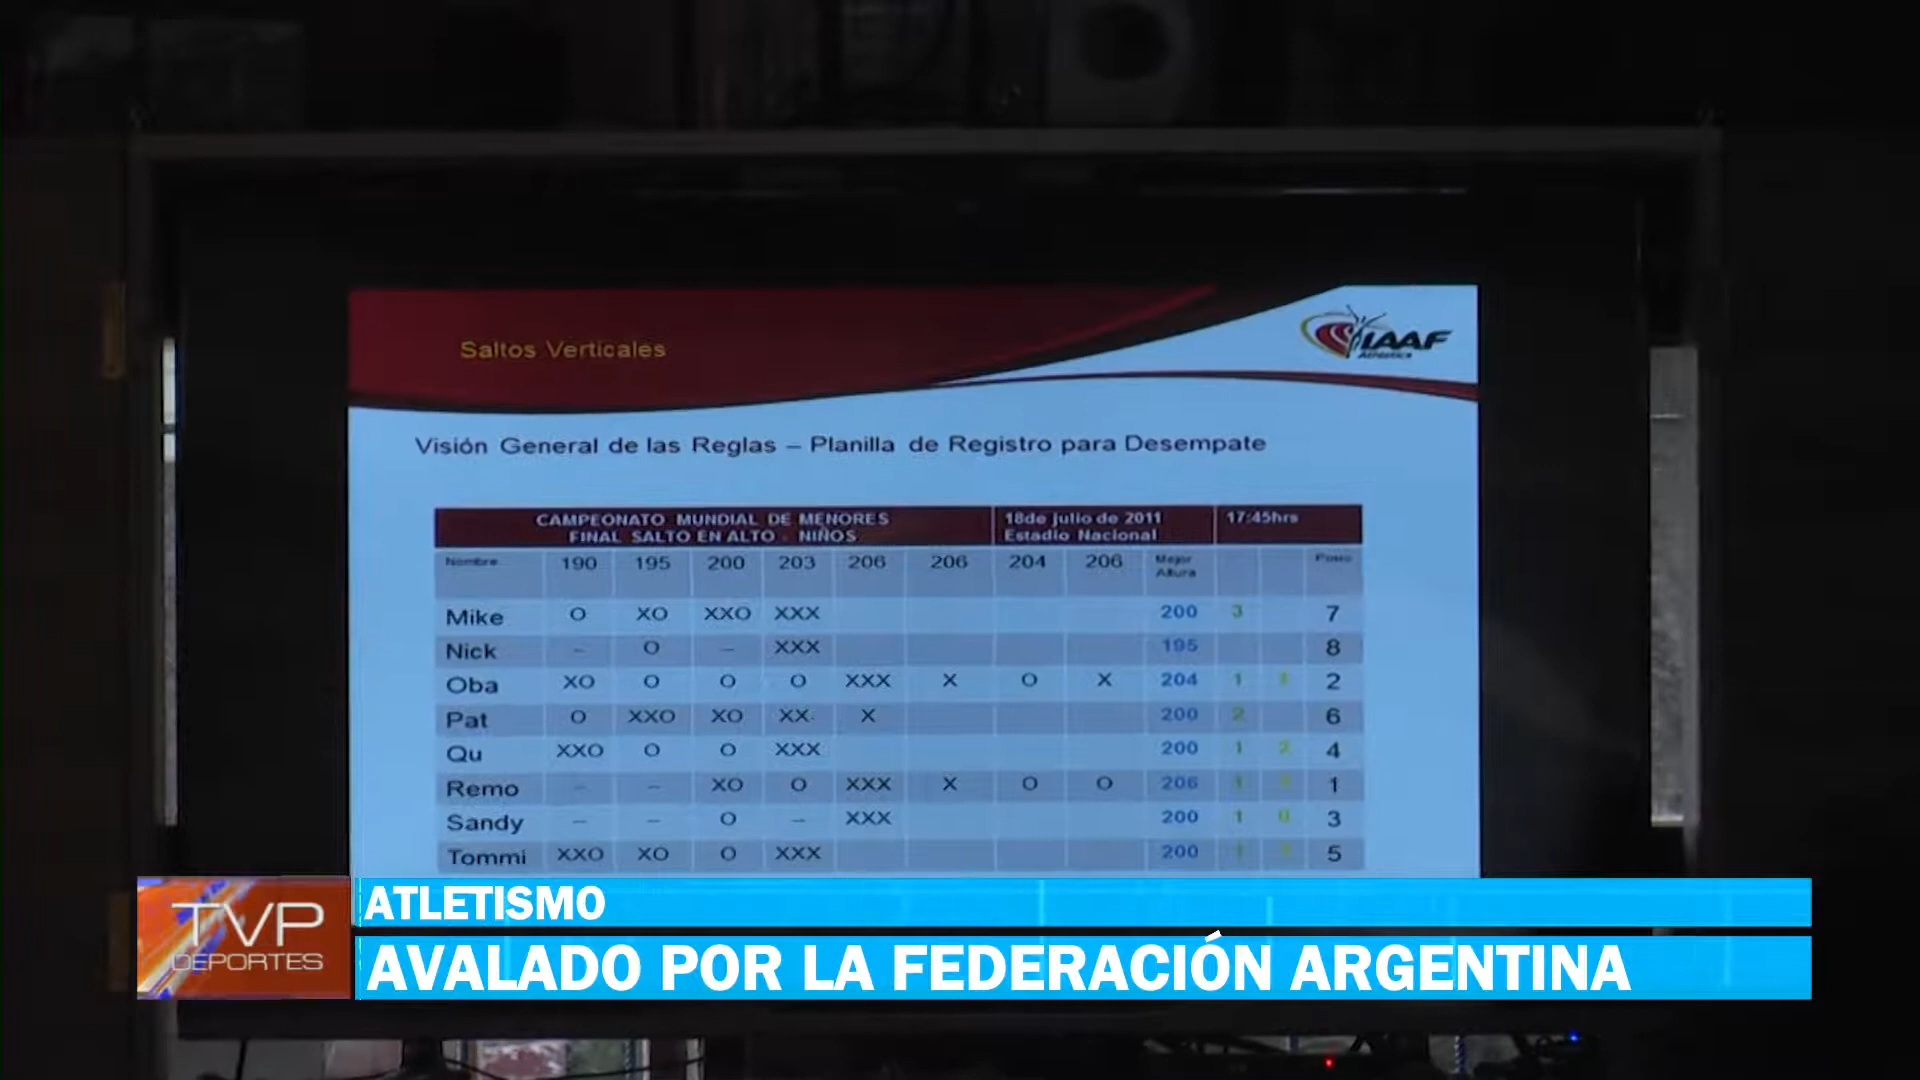 Saltos Verticales
IAAF
Athletics
Visión General de las Reglas – Planilla de Registro para Desempate
CAMPEONATO MUNDIAL DE MENORES 18de julio de 2011 17:45hrs
FINAL SALTO EN ALTO - NIÑOS Estadio Nacional
Nombre 190 195 200 203 206 206 204 206 Mejor Altura
Mike O XO XXO XXX 200 3 7
Nick – O – XXX 195 8
Oba XO O O O XXX X O X 204 1 2
Pat O XXO XO XX- X 200 2 6
Qu XXO O O XXX 200 1 2 4
Remo – – XO O XXX X O O 206 1 1
Sandy – – O – XXX 200 1 0 3
Tommi XXO XO O XXX 200 5
TVP
DEPORTES
ATLETISMO
AVALADO POR LA FEDERACIÓN ARGENTINA